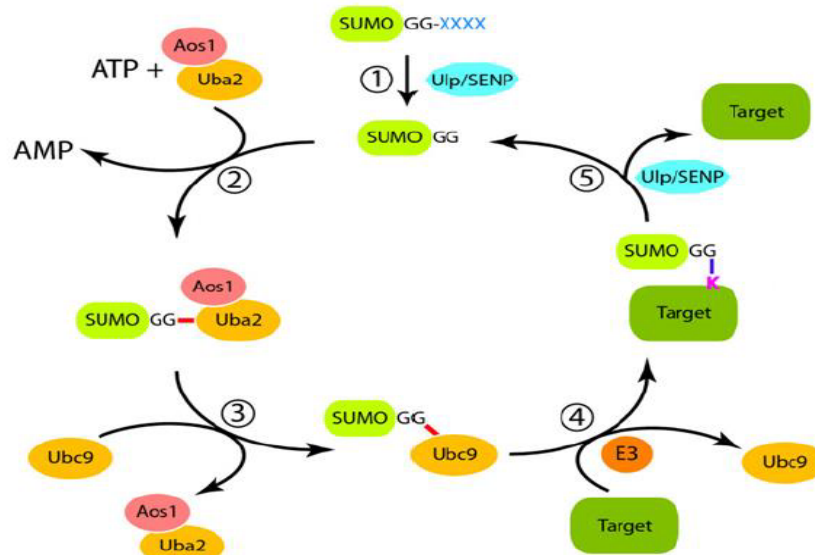 SUMO GG-XXXX
Aos1
ATP + Uba2
1 Ulp/SENP
Target
SUMO GG
AMP
2
5 Ulp/SENP
SUMO GG
K
Aos1
SUMO GG Uba2
Target
3
SUMO GG
4
Ubc9
Ubc9
E3
Ubc9
Aos1
Uba2
Target